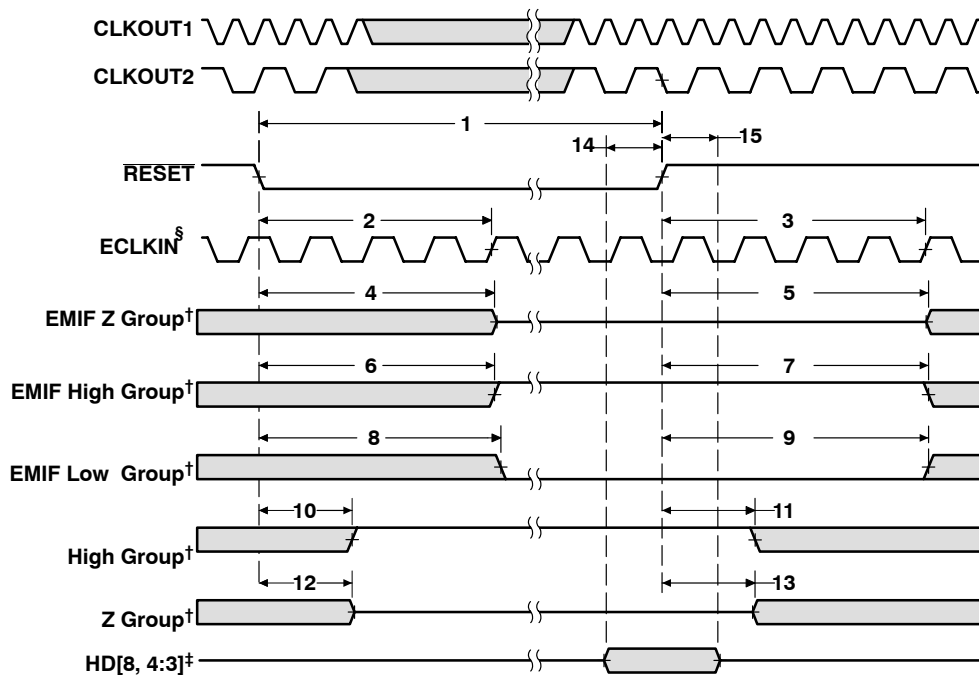 CLKOUT1
CLKOUT2
1
14
15
RESET
2
3
ECLKIN§
4
5
EMIF Z Group†
6
7
EMIF High Group†
8
9
EMIF Low Group†
10
11
High Group†
12
13
Z Group†
HD[8, 4:3]‡